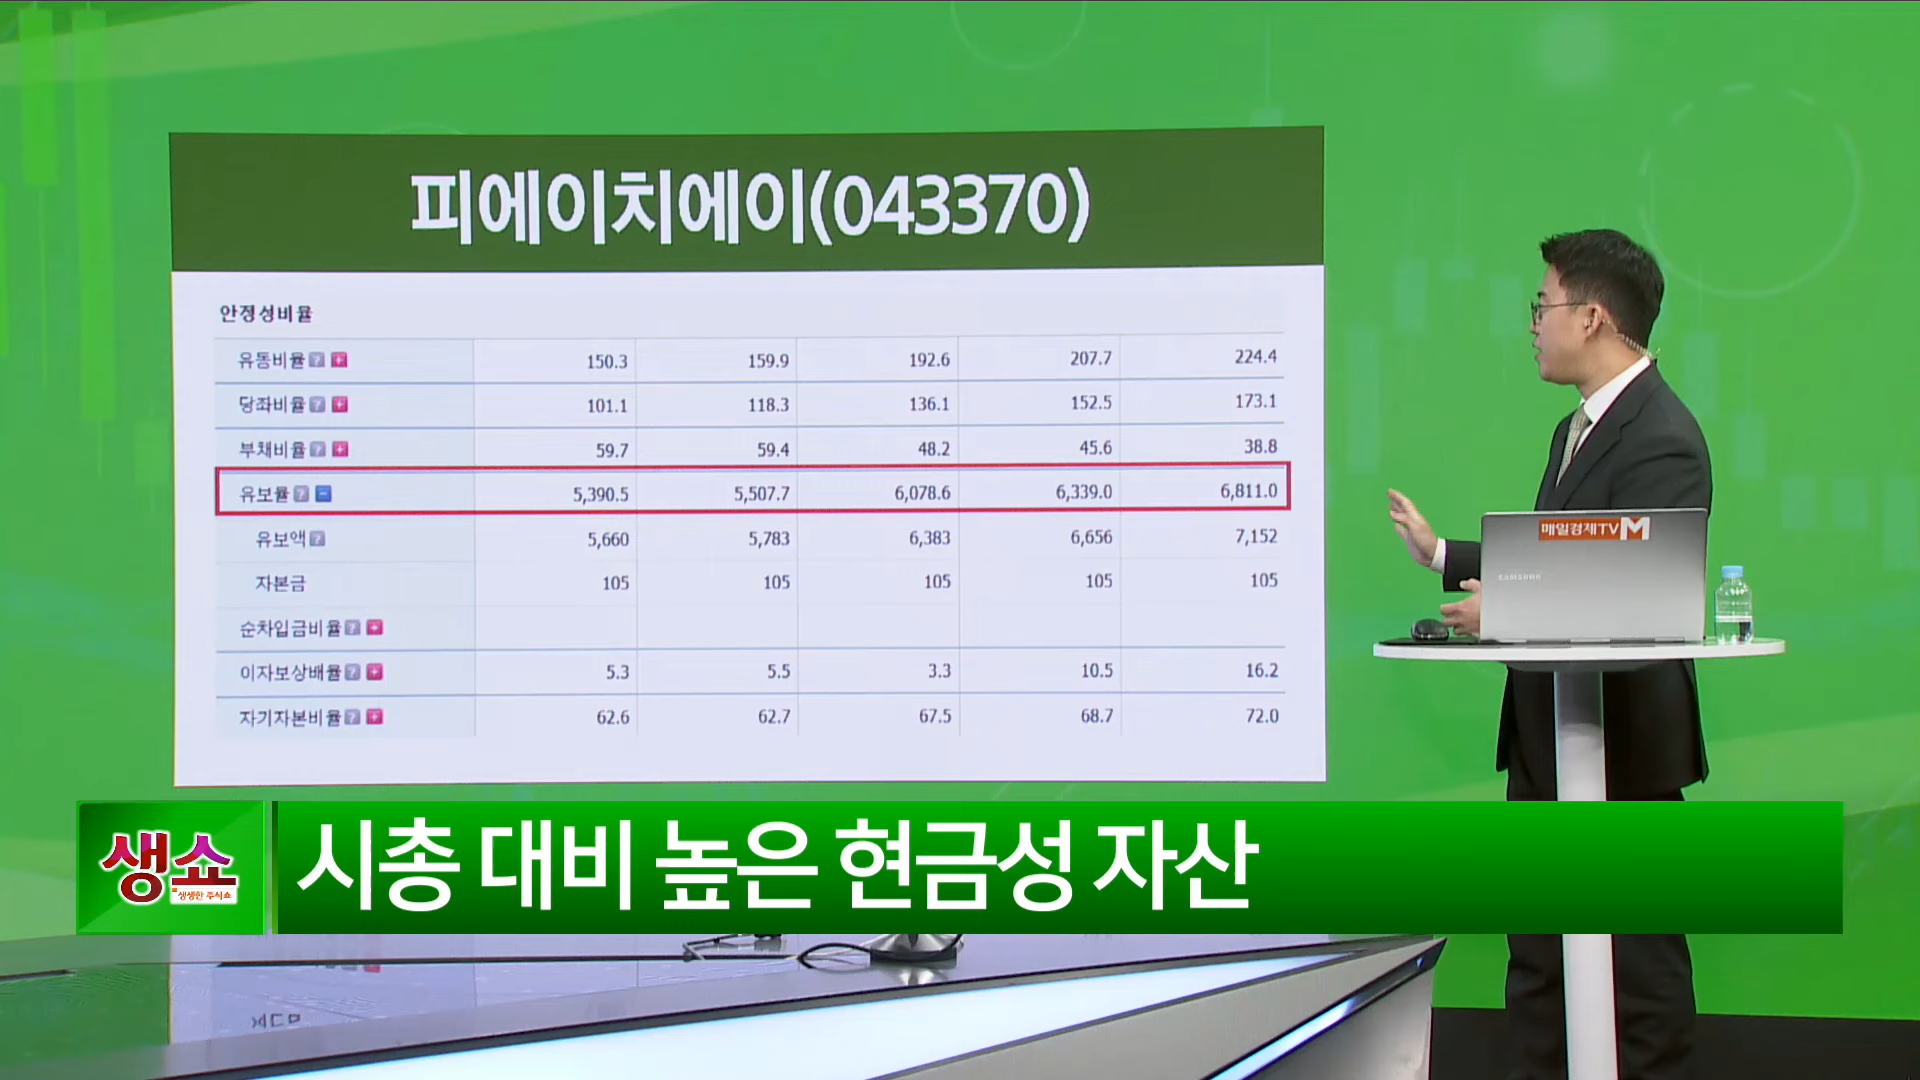 피에이치에이(043370)
안정성비율
유동비율 150.3 159.9 192.6 207.7 224.4
당좌비율 101.1 118.3 136.1 152.5 173.1
부채비율 59.7 59.4 48.2 45.6 38.8
유보율 5,390.5 5,507.7 6,078.6 6,339.0 6,811.0
유보액 5,660 5,783 6,383 6,656 7,152
자본금 105 105 105 105 105
순차입금비율
이자보상배율 5.3 5.5 3.3 10.5 16.2
자기자본비율 62.6 62.7 67.5 68.7 72.0
매일경제TV M
SAMSUNG
생쇼
생생한 주식쇼
시총 대비 높은 현금성 자산